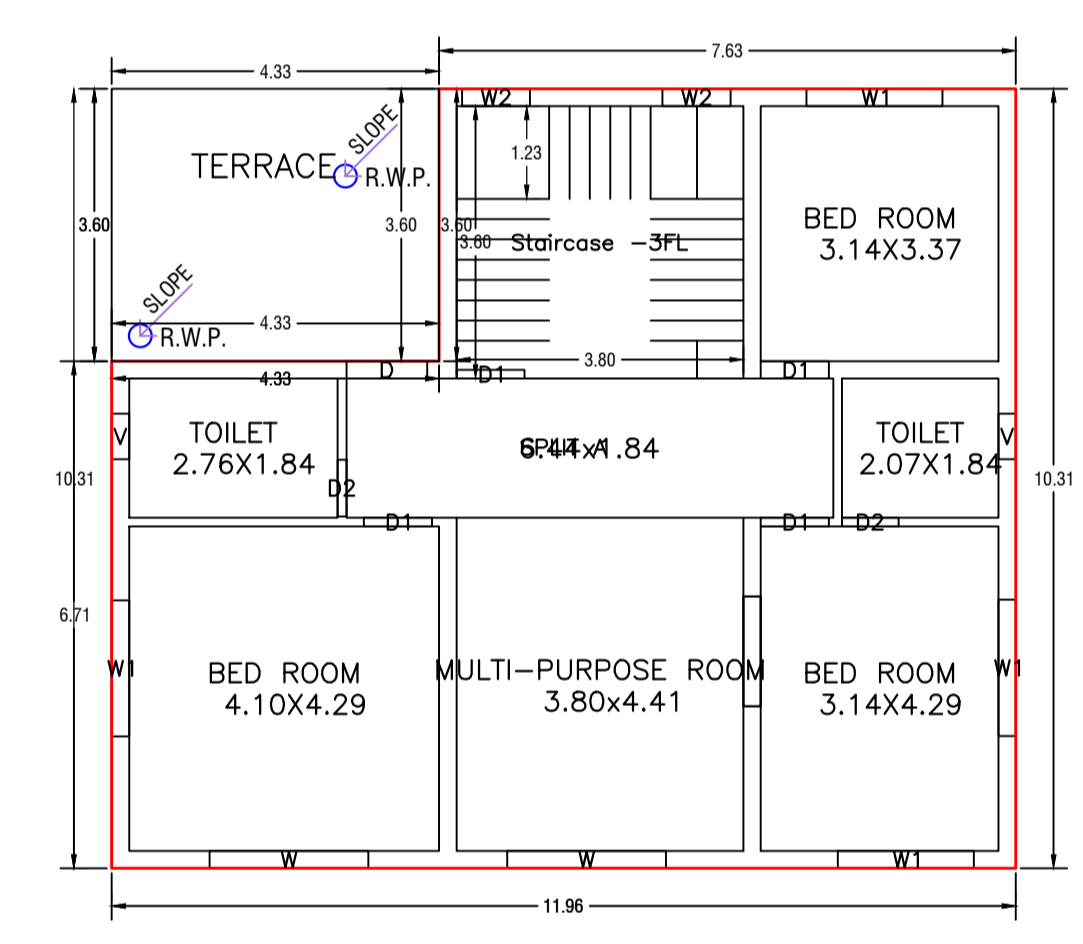 7.63
4.33
W2
W2
W1
SLOPE
1.23
TERRACE
R.W.P.
3.60
3.60
3.60
3.60
Staircase -3FL
BED ROOM
3.14X3.37
SLOPE
4.33
R.W.P.
3.80
4.33
D
D1
D1
V
TOILET
2.76X1.84
6.44x1.84
TOILET
2.07X1.84
V
10.31
10.31
D2
D1
D1
D2
6.71
W1
BED ROOM
4.10X4.29
MULTI-PURPOSE ROOM
3.80x4.41
BED ROOM
3.14X4.29
W1
W
W
W1
11.96